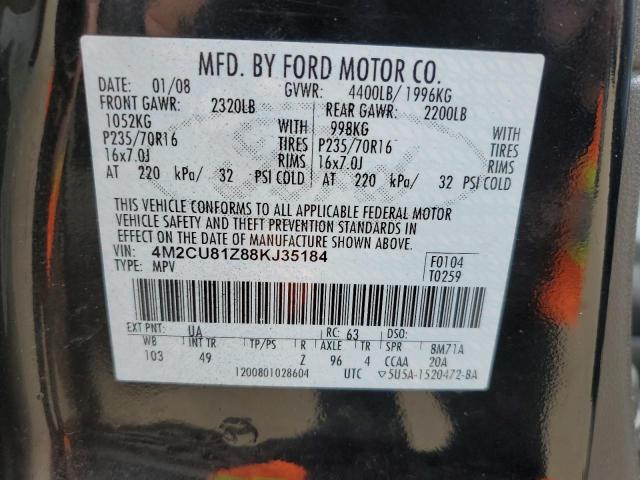 MFD. BY FORD MOTOR CO.
DATE: 01/08 GVWR: 4400LB/ 1996KG
FRONT GAWR: 2320LB REAR GAWR: 2200LB
1052KG WITH 998KG WITH
P235/70R16 TIRES P235/70R16 TIRES
16x7.0J RIMS 16x7.0J RIMS
AT 220 kPa/ 32 PSI COLD AT 220 kPa/ 32 PSI COLD
THIS VEHICLE CONFORMS TO ALL APPLICABLE FEDERAL MOTOR
VEHICLE SAFETY AND THEFT PREVENTION STANDARDS IN
EFFECT ON THE DATE OF MANUFACTURE SHOWN ABOVE.
VIN: 4M2CU81Z88KJ35184 F0104
TYPE: MPV T0259
EXT PNT: UA RC: 63 DSO:
WB INT TR TP/PS R AXLE TR SPR 8M71A
103 49 Z 96 4 CCAA 20A
1200801028604 UTC ▽5U5A-1520472-BA